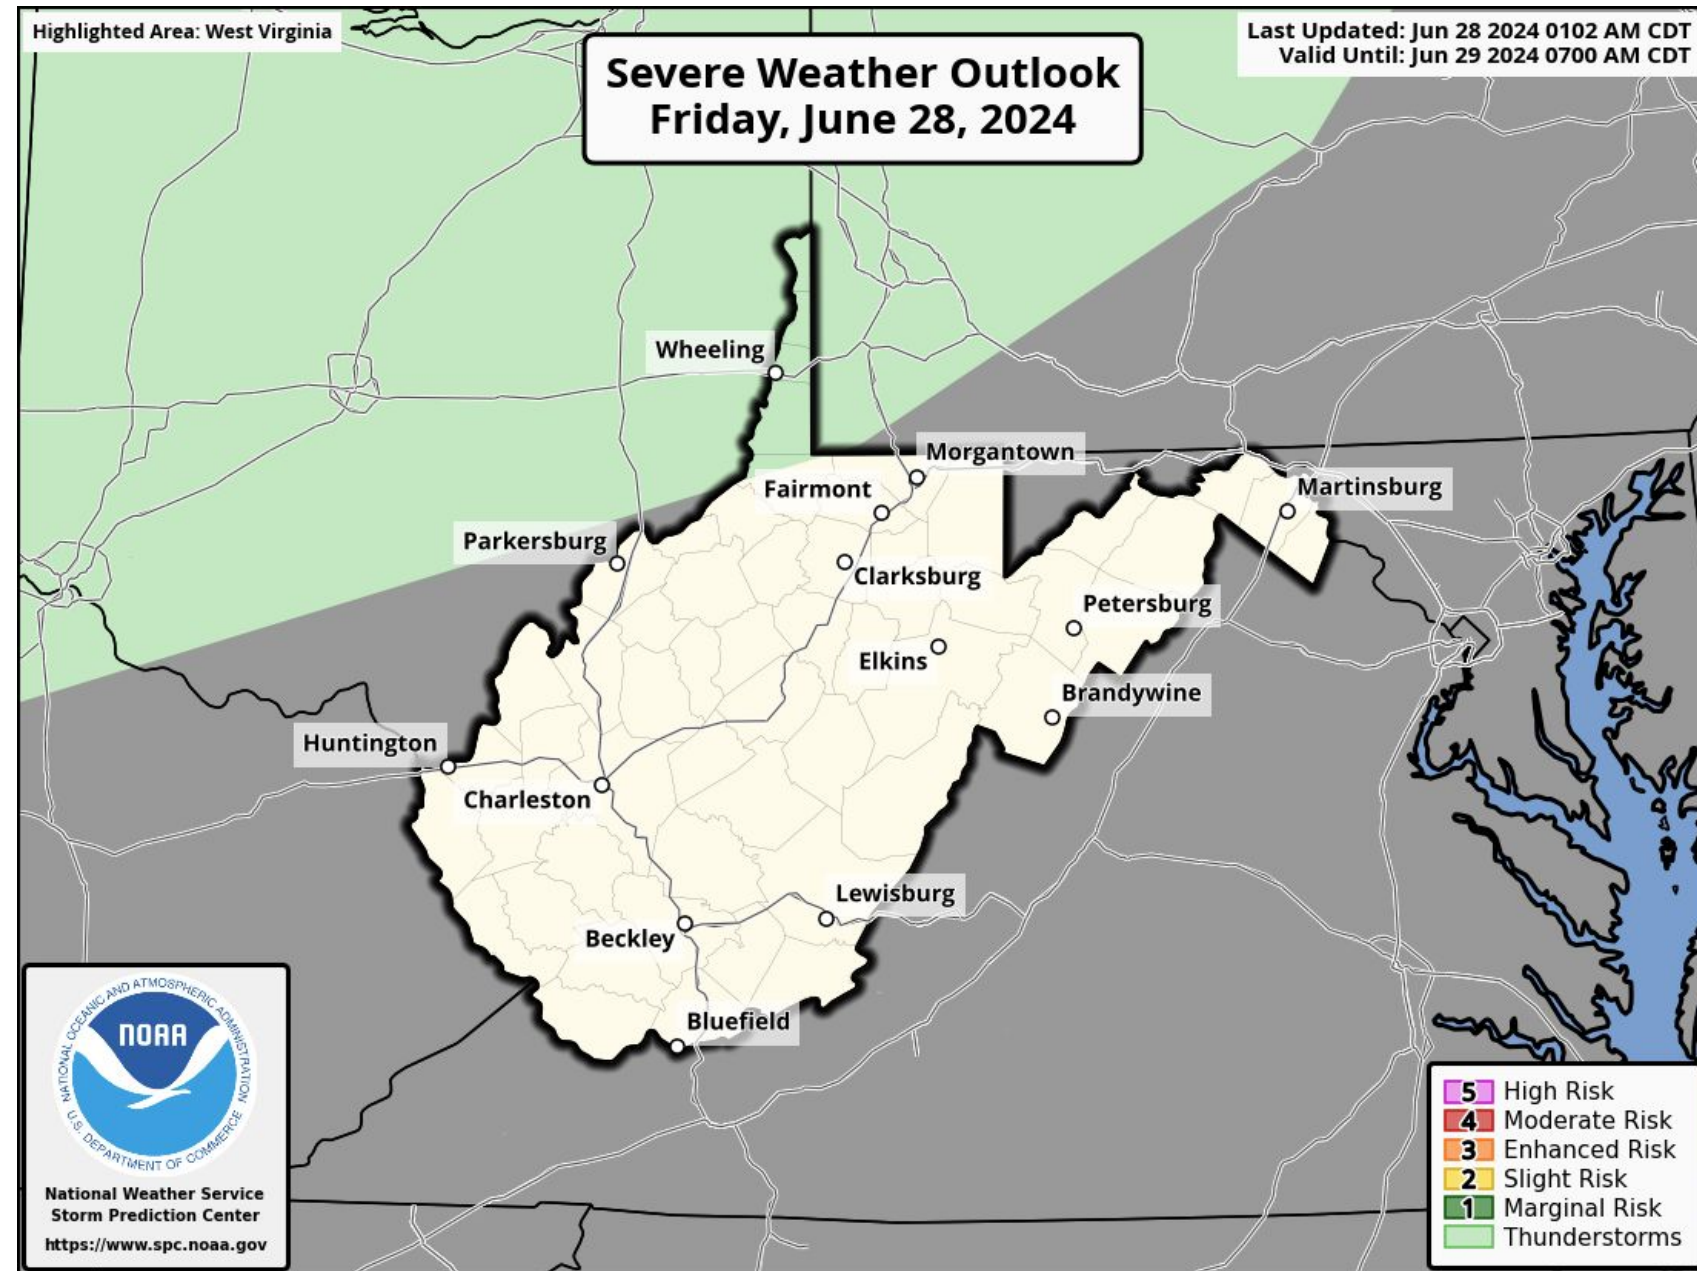 Highlighted Area: West Virginia
Last Updated: Jun 28 2024 0102 AM CDT
Valid Until: Jun 29 2024 0700 AM CDT
Severe Weather Outlook
Friday, June 28, 2024
Wheeling
Morgantown
Fairmont
Martinsburg
Parkersburg
Clarksburg
Petersburg
Elkins
Brandywine
Huntington
Charleston
Lewisburg
Beckley
Bluefield
NATIONAL OCEANIC AND ATMOSPHERIC ADMINISTRATION
NOAA
U.S. DEPARTMENT OF COMMERCE
National Weather Service
Storm Prediction Center
https://www.spc.noaa.gov
5 High Risk
4 Moderate Risk
3 Enhanced Risk
2 Slight Risk
1 Marginal Risk
Thunderstorms